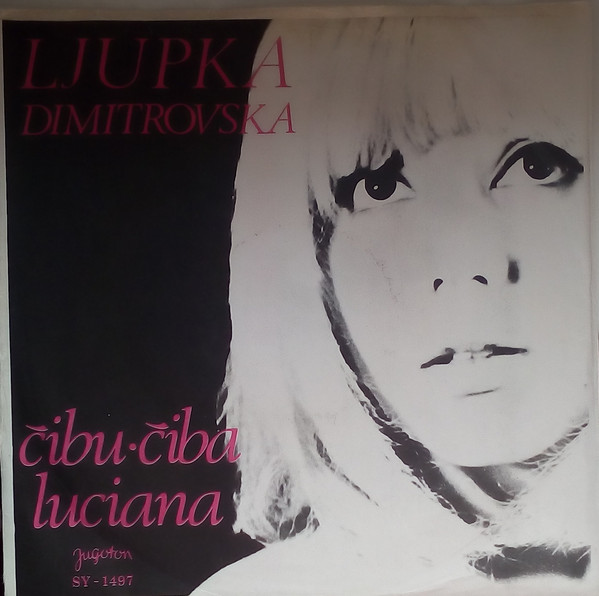 LJUPKA
DIMITROVSKA
čibu·čiba
luciana
Jugoton
SY-1497